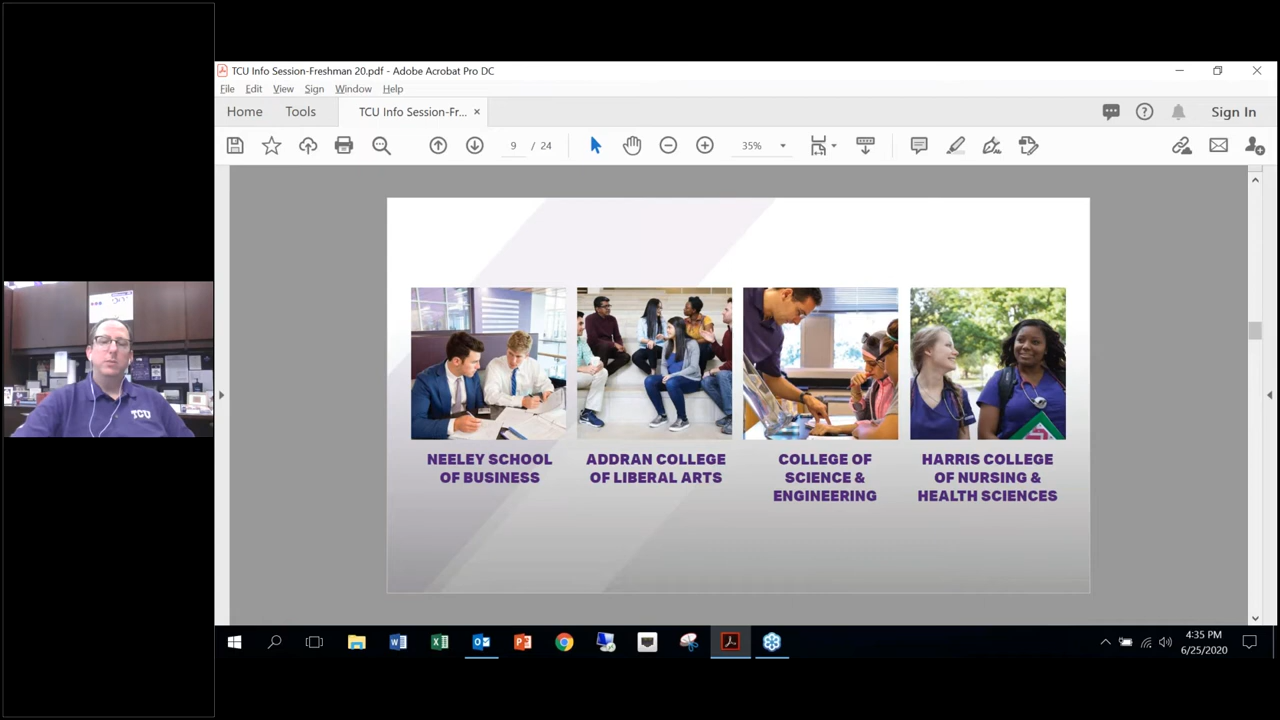 TCU Info Session-Freshman 20.pdf - Adobe Acrobat Pro DC
File Edit View Sign Window Help
Home Tools TCU Info Session-Fr... × Sign In
9 / 24 35%
TCU
NEELEY SCHOOL
OF BUSINESS
ADDRAN COLLEGE
OF LIBERAL ARTS
COLLEGE OF
SCIENCE &
ENGINEERING
HARRIS COLLEGE
OF NURSING &
HEALTH SCIENCES
4:35 PM
6/25/2020